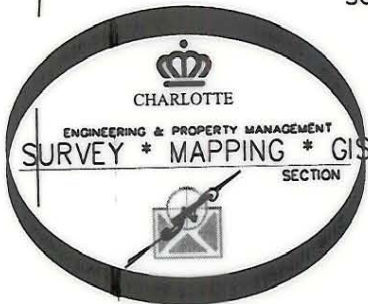 CHARLOTTE
ENGINEERING & PROPERTY MANAGEMENT
SURVEY * MAPPING * GIS
SECTION